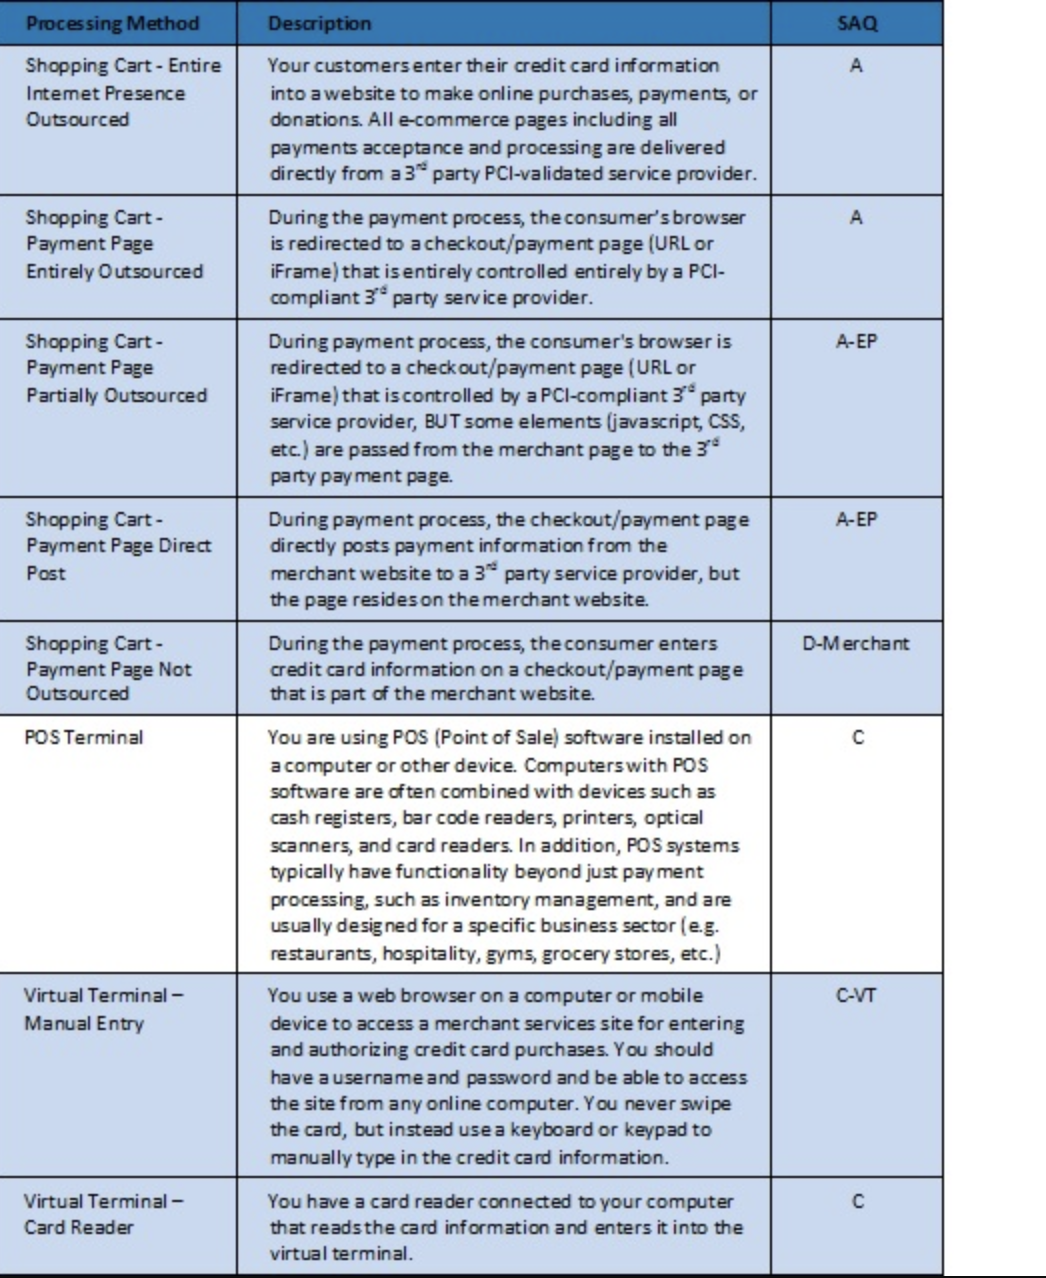 Processing Method Description SAQ
Shopping Cart - Entire Internet Presence Outsourced
Your customers enter their credit card information
into a website to make online purchases, payments, or
donations. All e-commerce pages including all
payments acceptance and processing are delivered
directly from a 3rd party PCI-validated service provider.
A
Shopping Cart -
Payment Page
Entirely Outsourced
During the payment process, the consumer's browser
is redirected to a checkout/payment page (URL or
iFrame) that is entirely controlled entirely by a PCI-
compliant 3rd party service provider.
A
Shopping Cart -
Payment Page
Partially Outsourced
During payment process, the consumer's browser is
redirected to a checkout/payment page (URL or
iFrame) that is controlled by a PCI-compliant 3rd party
service provider, BUT some elements (javascript, CSS,
etc.) are passed from the merchant page to the 3rd
party payment page.
A-EP
Shopping Cart -
Payment Page Direct
Post
During payment process, the checkout/payment page
directly posts payment information from the
merchant website to a 3rd party service provider, but
the page resides on the merchant website.
A-EP
Shopping Cart -
Payment Page Not
Outsourced
During the payment process, the consumer enters
credit card information on a checkout/payment page
that is part of the merchant website.
D-Merchant
POS Terminal
You are using POS (Point of Sale) software installed on
a computer or other device. Computers with POS
software are often combined with devices such as
cash registers, bar code readers, printers, optical
scanners, and card readers. In addition, POS systems
typically have functionality beyond just payment
processing, such as inventory management, and are
usually designed for a specific business sector (e.g.
restaurants, hospitality, gyms, grocery stores, etc.)
C
Virtual Terminal –
Manual Entry
You use a web browser on a computer or mobile
device to access a merchant services site for entering
and authorizing credit card purchases. You should
have a username and password and be able to access
the site from any online computer. You never swipe
the card, but instead use a keyboard or keypad to
manually type in the credit card information.
C-VT
Virtual Terminal –
Card Reader
You have a card reader connected to your computer
that reads the card information and enters it into the
virtual terminal.
C